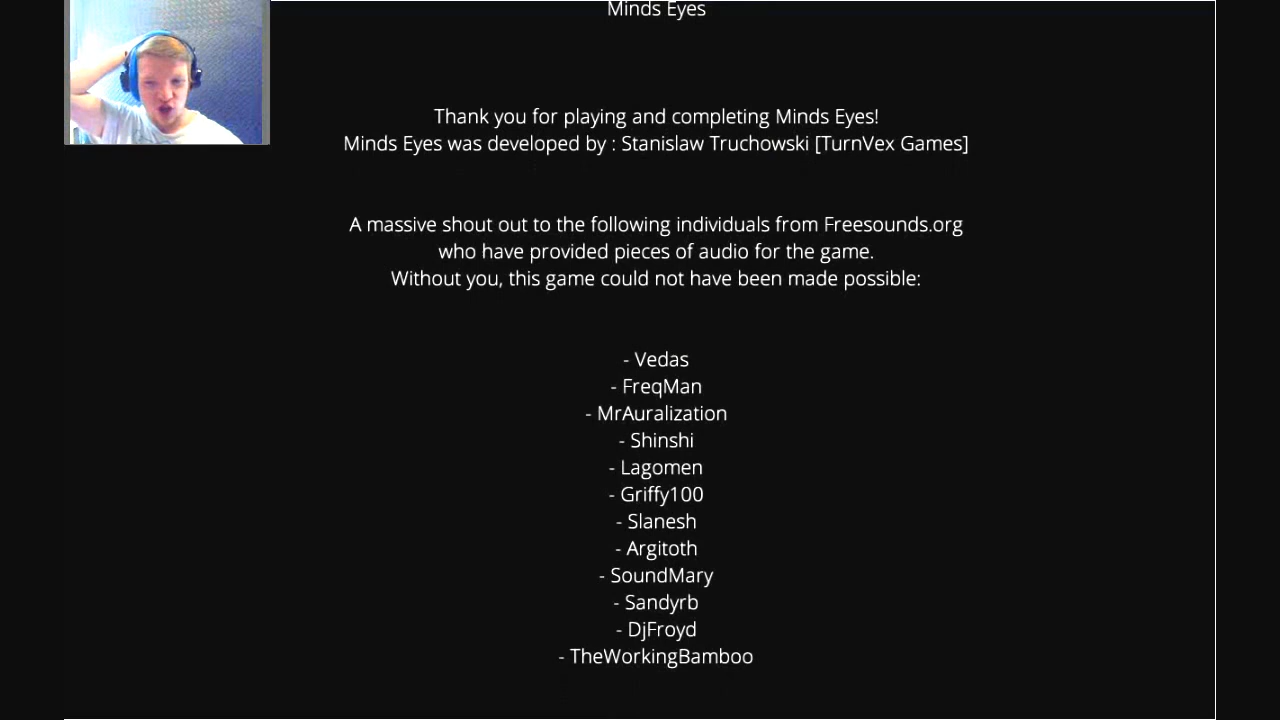 Minds Eyes
Thank you for playing and completing Minds Eyes!
Minds Eyes was developed by : Stanislaw Truchowski [TurnVex Games]
A massive shout out to the following individuals from Freesounds.org
who have provided pieces of audio for the game.
Without you, this game could not have been made possible:
- Vedas
- FreqMan
- MrAuralization
- Shinshi
- Lagomen
- Griffy100
- Slanesh
- Argitoth
- SoundMary
- Sandyrb
- DjFroyd
- TheWorkingBamboo